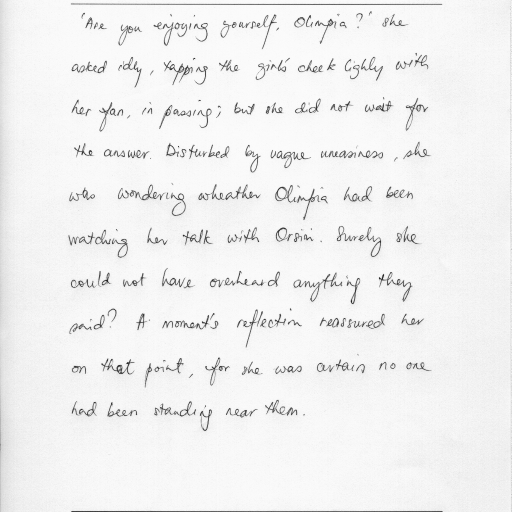 'Are you enjoying yourself, Olimpia?' she
asked idly, tapping the girl's cheek lighly with
her fan, in passing; but she did not wait for
the answer. Disturbed by vague uneasiness, she
was wondering wheather Olimpia had been
watching her talk with Orsini. Surely she
could not have overheard anything they
said? A moment's reflection reassured her
on that point, for she was certain no one
had been standing near them.